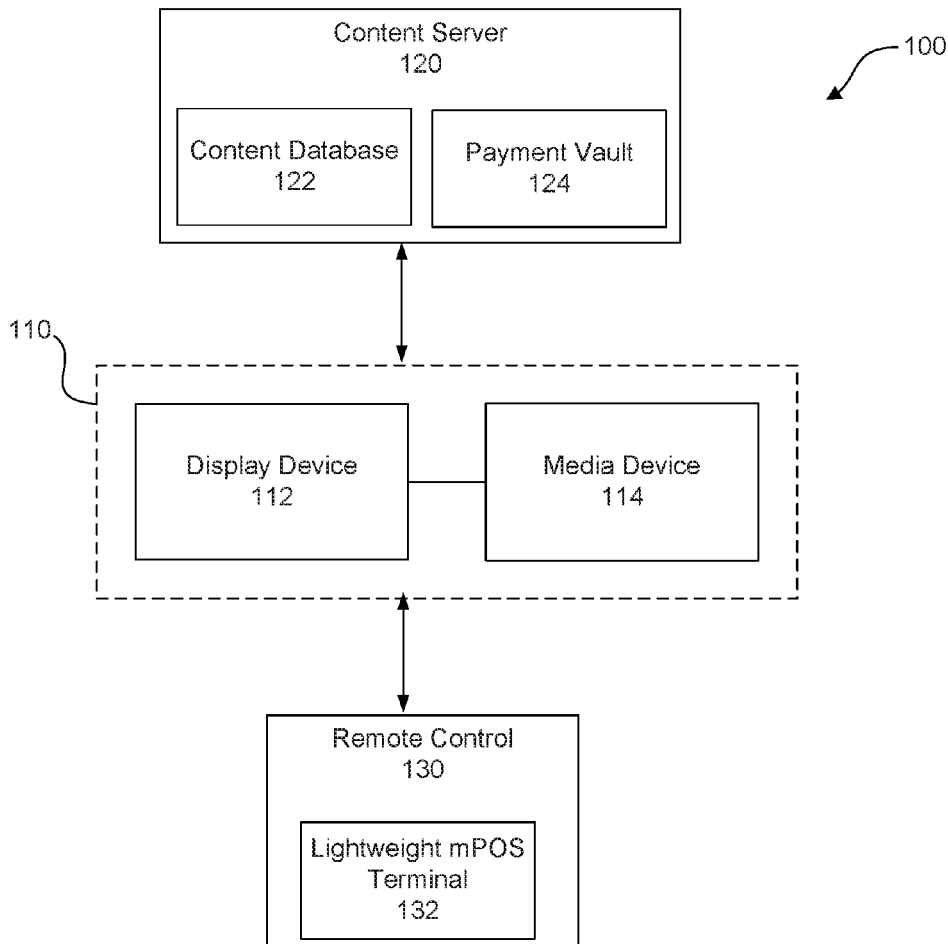 Content Server
120
100
Content Database
122
Payment Vault
124
110
Display Device
112
Media Device
114
Remote Control
130
Lightweight mPOS
Terminal
132